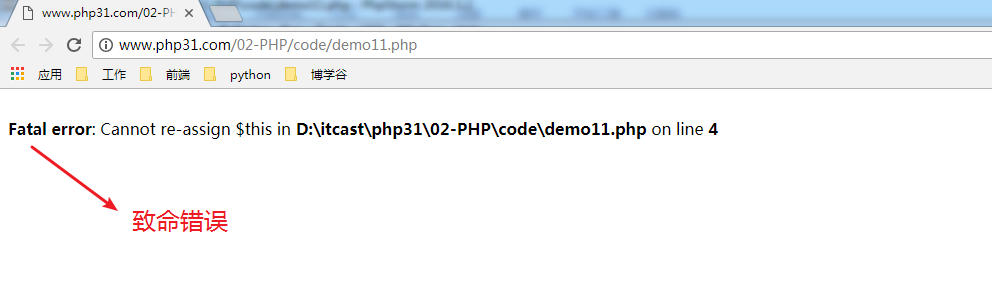 www.php31.com/02-PH
www.php31.com/02-PHP/code/demo11.php
应用 工作 前端 python 博学谷
Fatal error: Cannot re-assign $this in D:\itcast\php31\02-PHP\code\demo11.php on line 4
致命错误